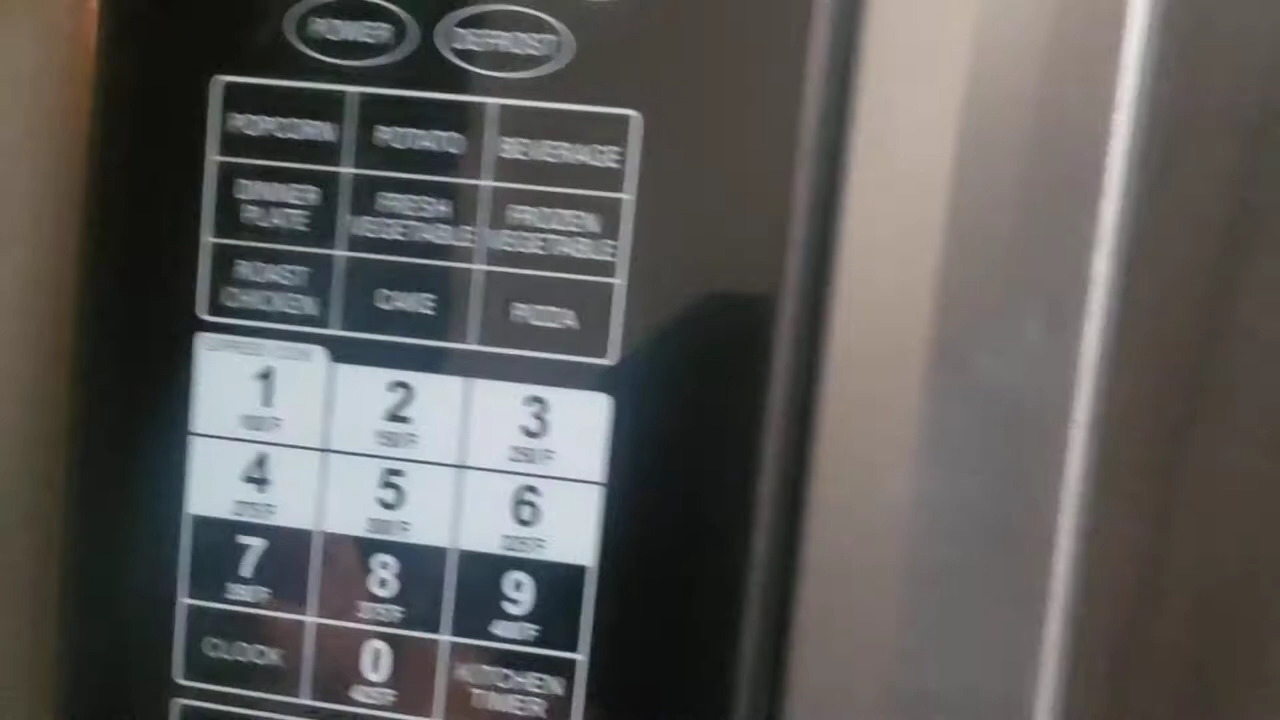 POWER DEFROST
POPCORN POTATO BEVERAGE
DINNER PLATE FRESH VEGETABLE FROZEN VEGETABLE
ROAST CHICKEN CAKE PIZZA
1 2 3
4 5 6
7 8 9
CLOCK 0 KITCHEN TIMER